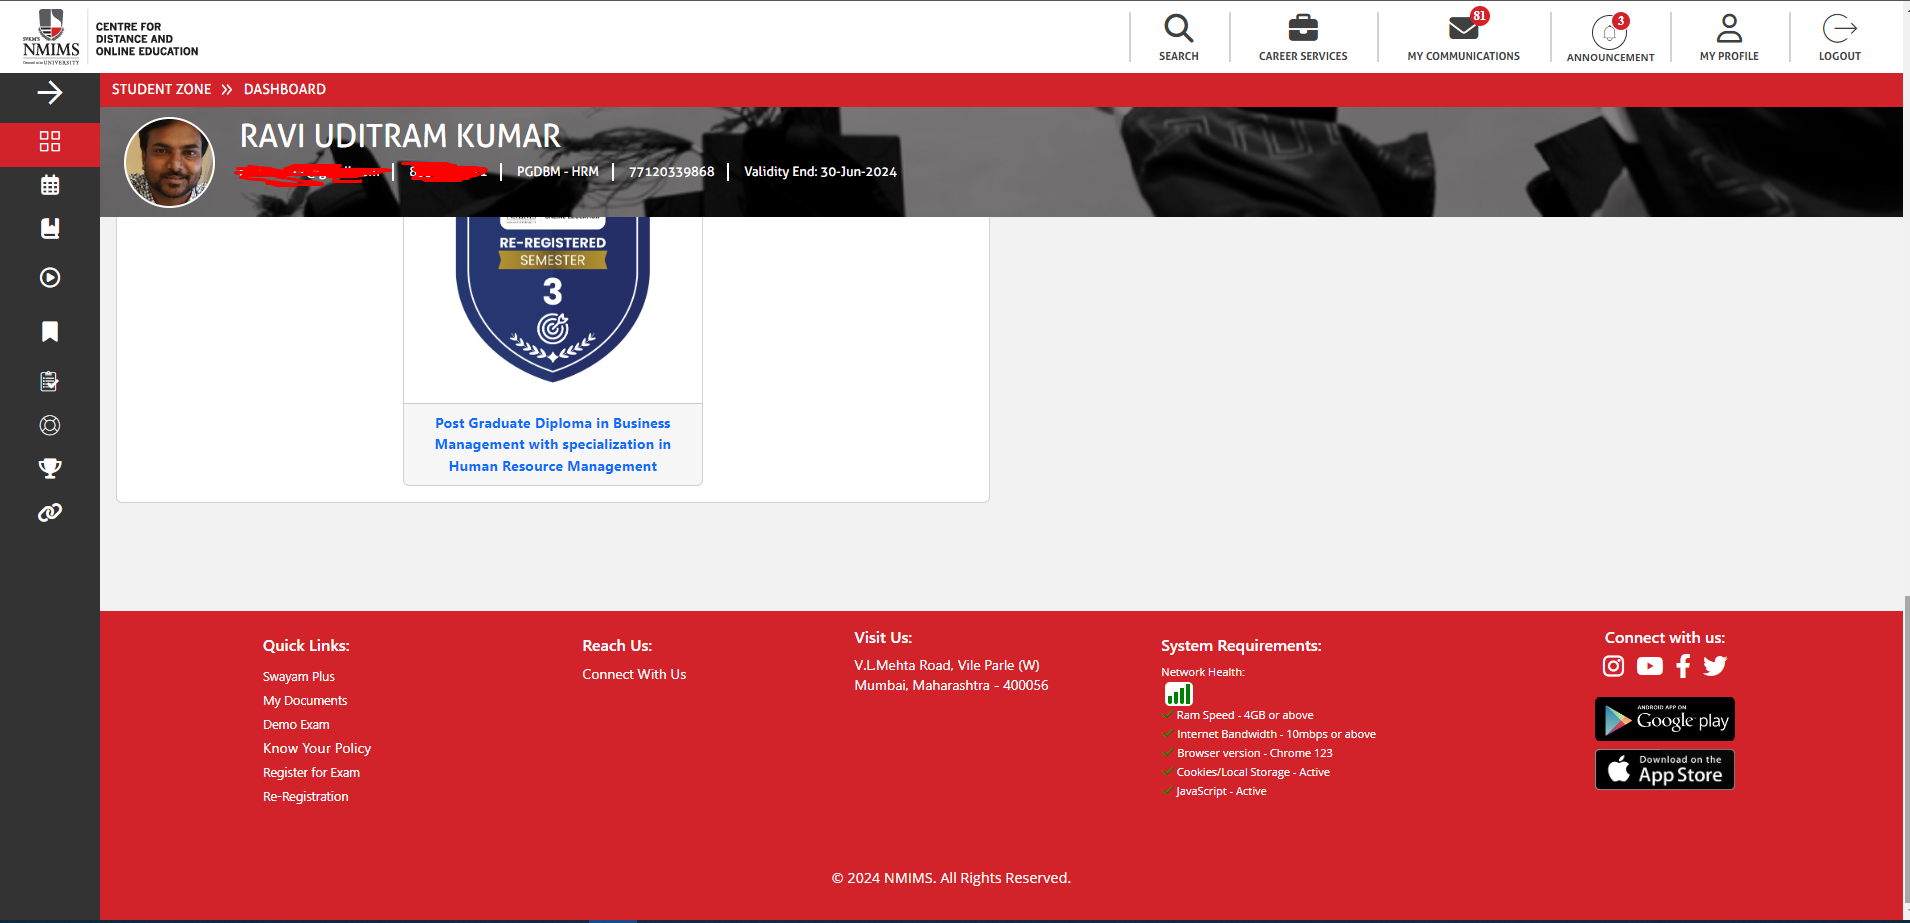 SVKM'S
NMIMS
CENTRE FOR
DISTANCE AND
ONLINE EDUCATION
SEARCH
CAREER SERVICES
81
MY COMMUNICATIONS
3
ANNOUNCEMENT
MY PROFILE
LOGOUT
STUDENT ZONE » DASHBOARD
RAVI UDITRAM KUMAR
PGDBM - HRM
77120339868
Validity End: 30-Jun-2024
RE-REGISTERED
SEMESTER
3
Post Graduate Diploma in Business
Management with specialization in
Human Resource Management
Quick Links:
Swayam Plus
My Documents
Demo Exam
Know Your Policy
Register for Exam
Re-Registration
Reach Us:
Connect With Us
Visit Us:
V.L.Mehta Road, Vile Parle (W)
Mumbai, Maharashtra - 400056
System Requirements:
Network Health:
Ram Speed - 4GB or above
Internet Bandwidth - 10mbps or above
Browser version - Chrome 123
Cookies/Local Storage - Active
JavaScript - Active
Connect with us:
ANDROID APP ON
Google play
Download on the
App Store
© 2024 NMIMS. All Rights Reserved.